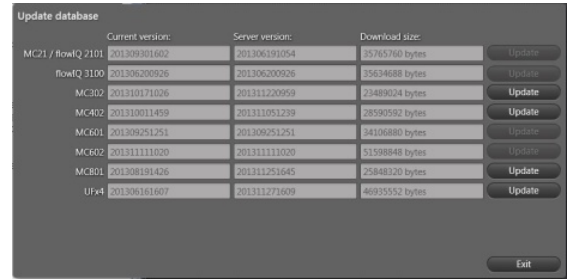 Update database
Current version: Server version: Download size:
MC21 / flowIQ 2101 201309301602 201306191054 35765760 bytes Update
flowIQ 3100 201306200926 201306200926 35634688 bytes Update
MC302 201310171026 201311220959 23489024 bytes Update
MC402 201310011459 201311051239 28590592 bytes Update
MC601 201309251251 201309251251 34106880 bytes Update
MC602 201311111020 201311111020 51598848 bytes Update
MC801 201308191426 201311251645 25848320 bytes Update
UFx4 201306161607 201311271609 46935552 bytes Update
Exit